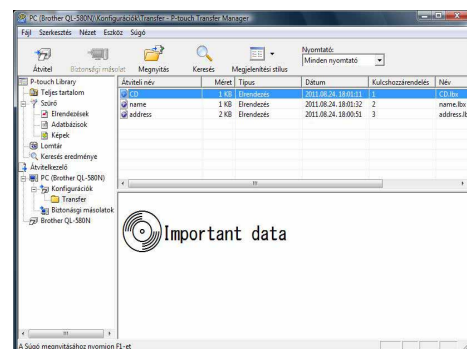 PC (Brother QL-580N)\Konfigurációk\Transfer - P-touch Transfer Manager
Fájl Szerkesztés Nézet Eszköz Súgó
Átvitel Biztonsági másolat Megnyitás Keresés Megjelenítési stílus
Nyomtató:
Minden nyomtató
P-touch Library
Teljes tartalom
Szűrő
Elrendezések
Adatbázisok
Képek
Lomtár
Keresés eredménye
Átvitelkezelő
PC (Brother QL-580N)
Konfigurációk
Transfer
Biztonsági másolatok
Brother QL-580N
Átviteli név Méret Típus Dátum Kulcshozzárendelés Név
CD 1 KB Elrendezés 2011.08.24. 18:01:11 1 CD.lbx
name 1 KB Elrendezés 2011.08.24. 18:01:32 2 name.lbx
address 2 KB Elrendezés 2011.08.24. 18:00:51 3 address.lb
Important data
A Súgó megnyitásához nyomjon F1-et